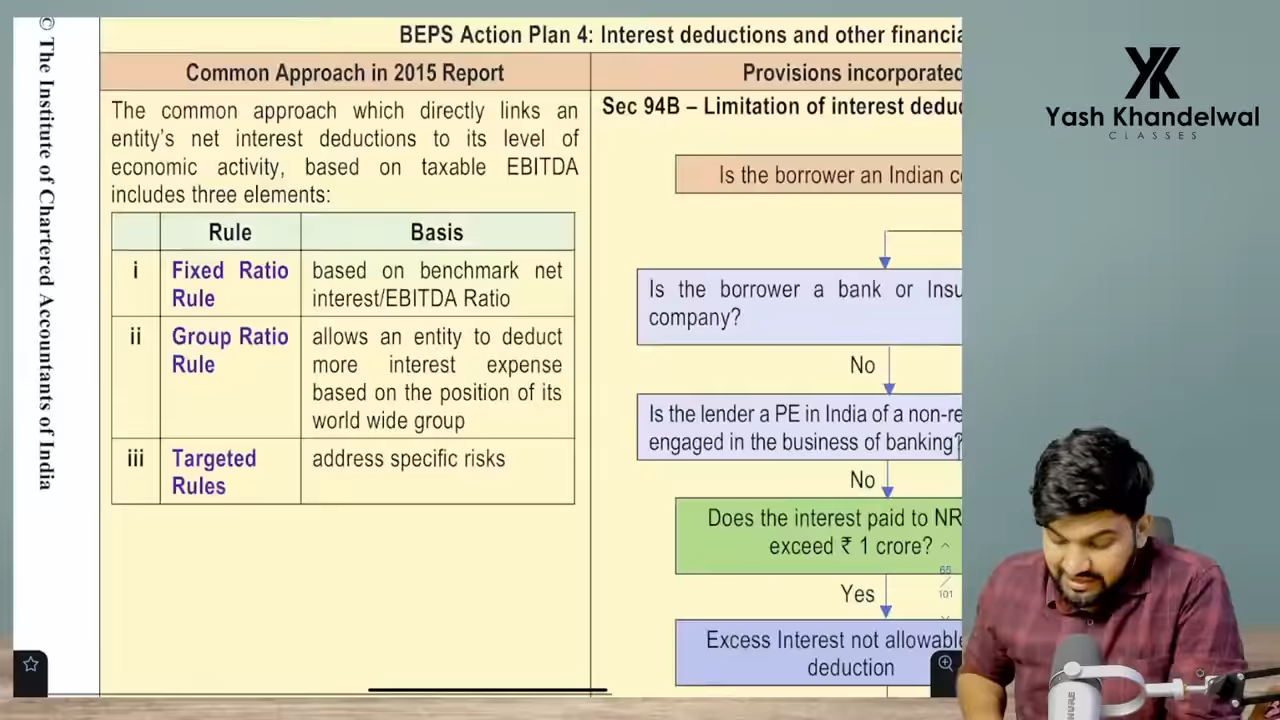 © The Institute of Chartered Accountants of India
BEPS Action Plan 4: Interest deductions and other financia
Common Approach in 2015 Report
The common approach which directly links an
entity's net interest deductions to its level of
economic activity, based on taxable EBITDA
includes three elements:
Rule
Basis
i
Fixed Ratio
Rule
based on benchmark net
interest/EBITDA Ratio
ii
Group Ratio
Rule
allows an entity to deduct
more interest expense
based on the position of its
world wide group
iii
Targeted
Rules
address specific risks
Provisions incorporated
Sec 94B – Limitation of interest deduc
Is the borrower an Indian c
Is the borrower a bank or Insu
company?
No
Is the lender a PE in India of a non-re
engaged in the business of banking?
No
Does the interest paid to NR
exceed ₹ 1 crore?
Yes
Excess Interest not allowable
deduction
65
101
YK
Yash Khandelwal
CLASSES